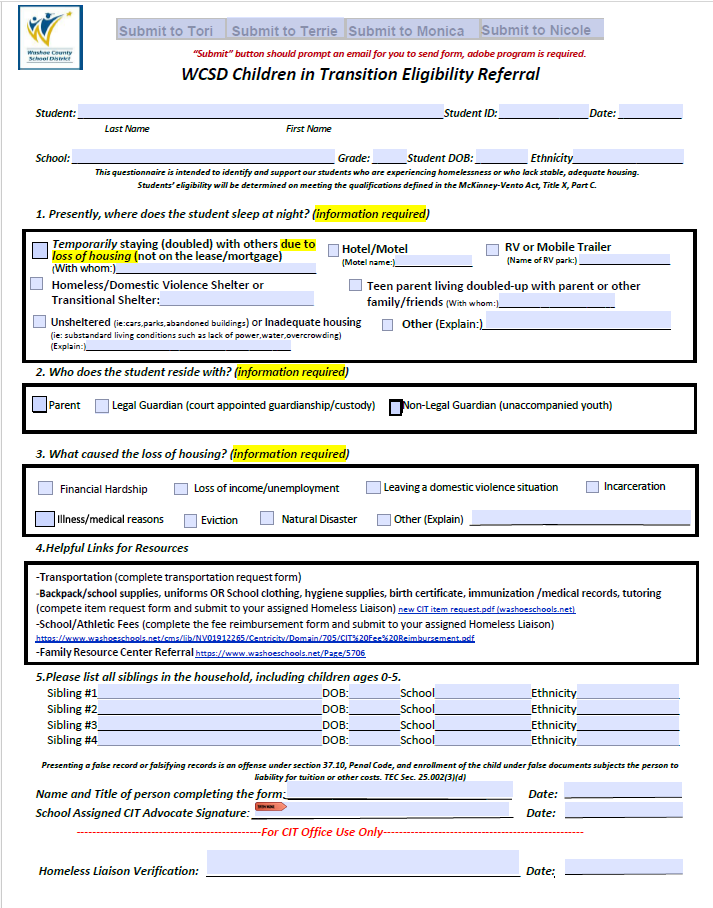 Washoe County
School District
Submit to Tori Submit to Terrie Submit to Monica Submit to Nicole
"Submit" button should prompt an email for you to send form, adobe program is required.
WCSD Children in Transition Eligibility Referral
Student: Student ID: Date:
Last Name First Name
School: Grade: Student DOB: Ethnicity
This questionnaire is intended to identify and support our students who are experiencing homelessness or who lack stable, adequate housing.
Students' eligibility will be determined on meeting the qualifications defined in the McKinney-Vento Act, Title X, Part C.
1. Presently, where does the student sleep at night? (information required)
Temporarily staying (doubled) with others due to
loss of housing (not on the lease/mortgage)
(With whom:)
Hotel/Motel
(Motel name:)
RV or Mobile Trailer
(Name of RV park:)
Homeless/Domestic Violence Shelter or
Transitional Shelter:
Teen parent living doubled-up with parent or other
family/friends (With whom:)
Unsheltered (ie:cars,parks,abandoned buildings) or Inadequate housing
(ie: substandard living conditions such as lack of power,water,overcrowding)
(Explain:)
Other (Explain:)
2. Who does the student reside with? (information required)
Parent Legal Guardian (court appointed guardianship/custody) Non-Legal Guardian (unaccompanied youth)
3. What caused the loss of housing? (information required)
Financial Hardship Loss of income/unemployment Leaving a domestic violence situation Incarceration
Illness/medical reasons Eviction Natural Disaster Other (Explain)
4.Helpful Links for Resources
-Transportation (complete transportation request form)
-Backpack/school supplies, uniforms OR School clothing, hygiene supplies, birth certificate, immunization /medical records, tutoring
(compete item request form and submit to your assigned Homeless Liaison) new CIT item request.pdf (washoeschools.net)
-School/Athletic Fees (complete the fee reimbursement form and submit to your assigned Homeless Liaison)
https://www.washoeschools.net/cms/lib/NV01912265/Centricity/Domain/705/CIT%20Fee%20Reimbursement.pdf
-Family Resource Center Referral https://www.washoeschools.net/Page/5706
5.Please list all siblings in the household, including children ages 0-5.
Sibling #1 DOB: School Ethnicity
Sibling #2 DOB: School Ethnicity
Sibling #3 DOB: School Ethnicity
Sibling #4 DOB: School Ethnicity
Presenting a false record or falsifying records is an offense under section 37.10, Penal Code, and enrollment of the child under false documents subjects the person to
liability for tuition or other costs. TEC Sec. 25.002(3)(d)
Name and Title of person completing the form: Date:
School Assigned CIT Advocate Signature: Date:
--------------------------------------------For CIT Office Use Only------------------------------------------------
Homeless Liaison Verification: Date: